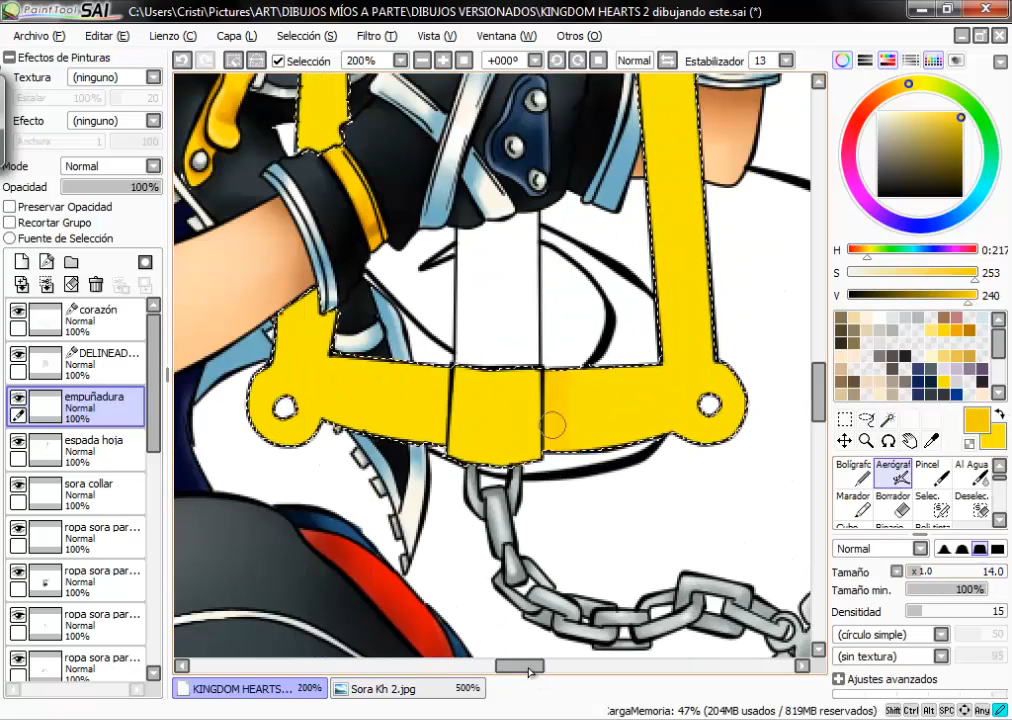 PaintTool SAI C:\Users\Cristi\Pictures\ART\DIBUJOS MÍOS A PARTE\DIBUJOS VERSIONADOS\KINGDOM HEARTS 2 dibujando este.sai (*)
Archivo (F) Editar (E) Lienzo (C) Capa (L) Selección (S) Filtro (T) Vista (V) Ventana (W) Otros (O)
Efectos de Pinturas
Selección 200% +000° Normal Estabilizador 13
Textura (ninguno)
Escalar 100% 20
Efecto (ninguno)
Anchura 1 100
Mode Normal
Opacidad 100%
Preservar Opacidad
Recortar Grupo
Fuente de Selección
corazón
Normal
100%
DELINEAD...
Normal
100%
empuñadura
Normal
100%
espada hoja
Normal
100%
sora collar
Normal
100%
ropa sora par...
Normal
100%
ropa sora par...
Normal
100%
ropa sora par...
Normal
100%
ropa sora par...
Normal
100%
H 0:217
S 253
V 240
Bolígrafc Aerógraf Pincel Al Agua
Marador Borrador Selec. Deselec.
Normal
Tamaño x 1.0 14.0
Tamaño min. 100%
Densitidad 15
(círculo simple) 50
(sin textura) 95
Ajustes avanzados
KINGDOM HEARTS... 200% Sora Kh 2.jpg 500%
CargaMemoria: 47% (204MB usados / 819MB reservados) Shift Ctrl Alt SPC Any